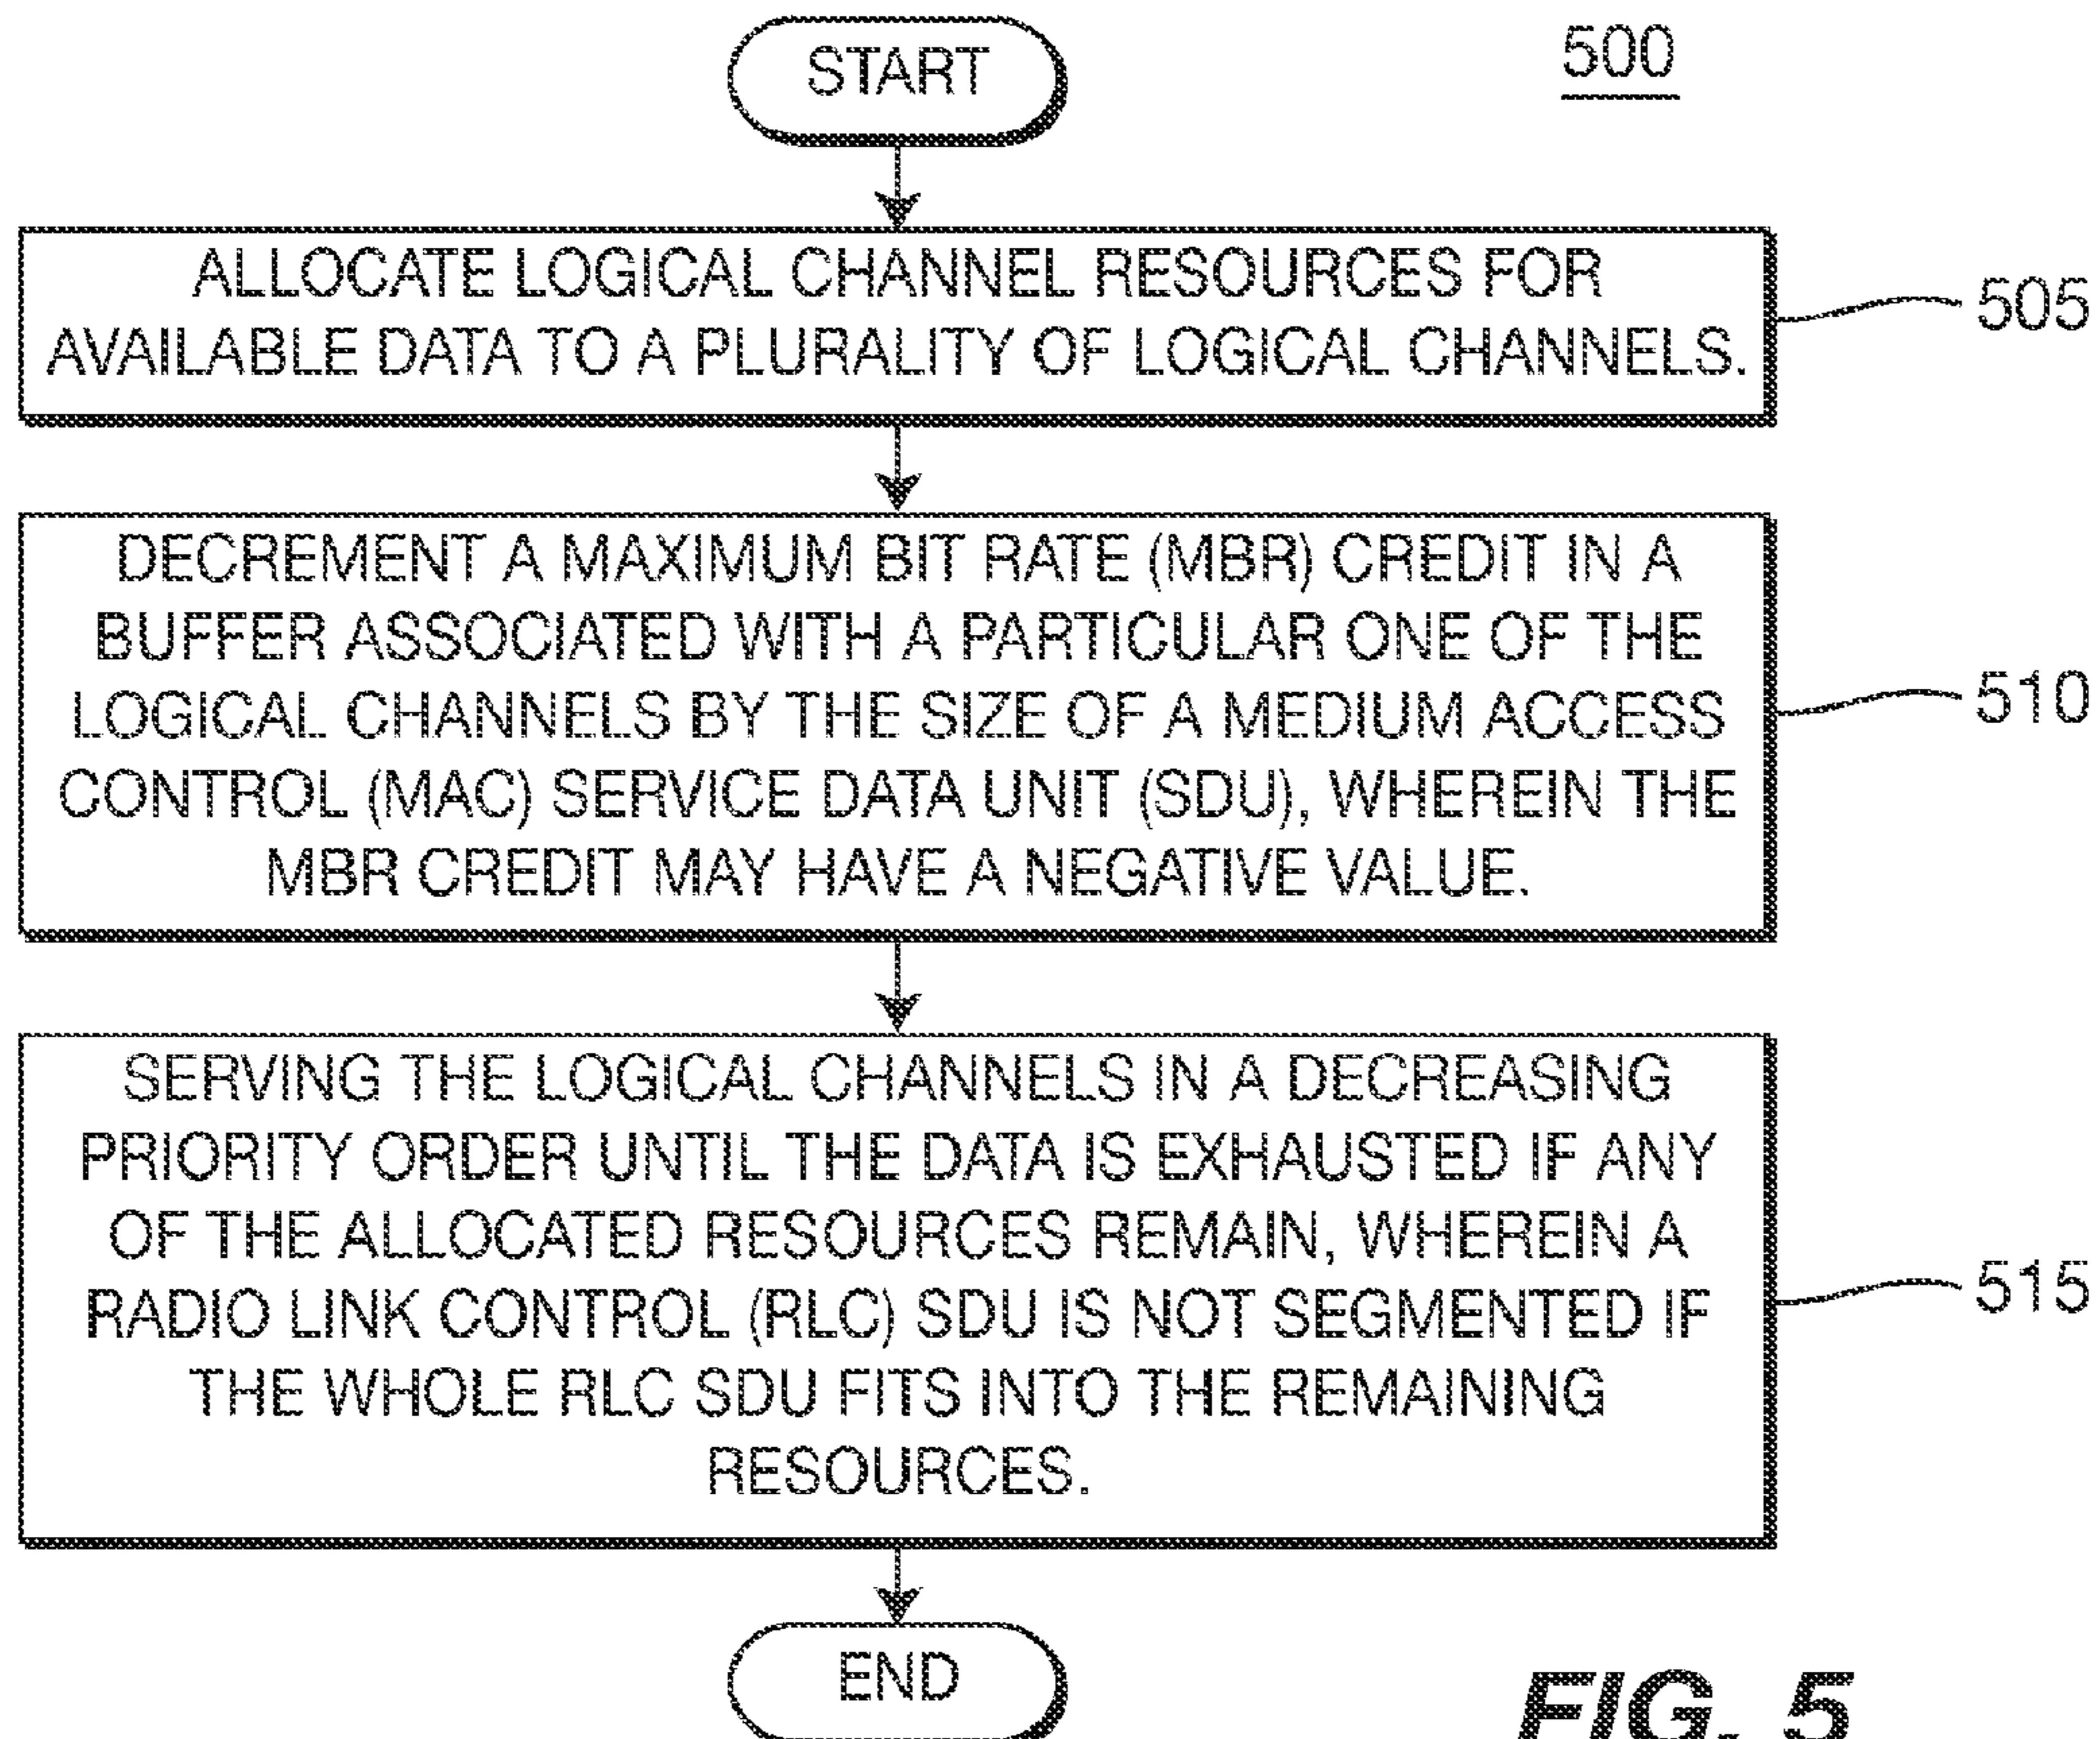 START
500
ALLOCATE LOGICAL CHANNEL RESOURCES FOR
AVAILABLE DATA TO A PLURALITY OF LOGICAL CHANNELS.
505
DECREMENT A MAXIMUM BIT RATE (MBR) CREDIT IN A
BUFFER ASSOCIATED WITH A PARTICULAR ONE OF THE
LOGICAL CHANNELS BY THE SIZE OF A MEDIUM ACCESS
CONTROL (MAC) SERVICE DATA UNIT (SDU), WHEREIN THE
MBR CREDIT MAY HAVE A NEGATIVE VALUE.
510
SERVING THE LOGICAL CHANNELS IN A DECREASING
PRIORITY ORDER UNTIL THE DATA IS EXHAUSTED IF ANY
OF THE ALLOCATED RESOURCES REMAIN, WHEREIN A
RADIO LINK CONTROL (RLC) SDU IS NOT SEGMENTED IF
THE WHOLE RLC SDU FITS INTO THE REMAINING
RESOURCES.
515
END
FIG. 5